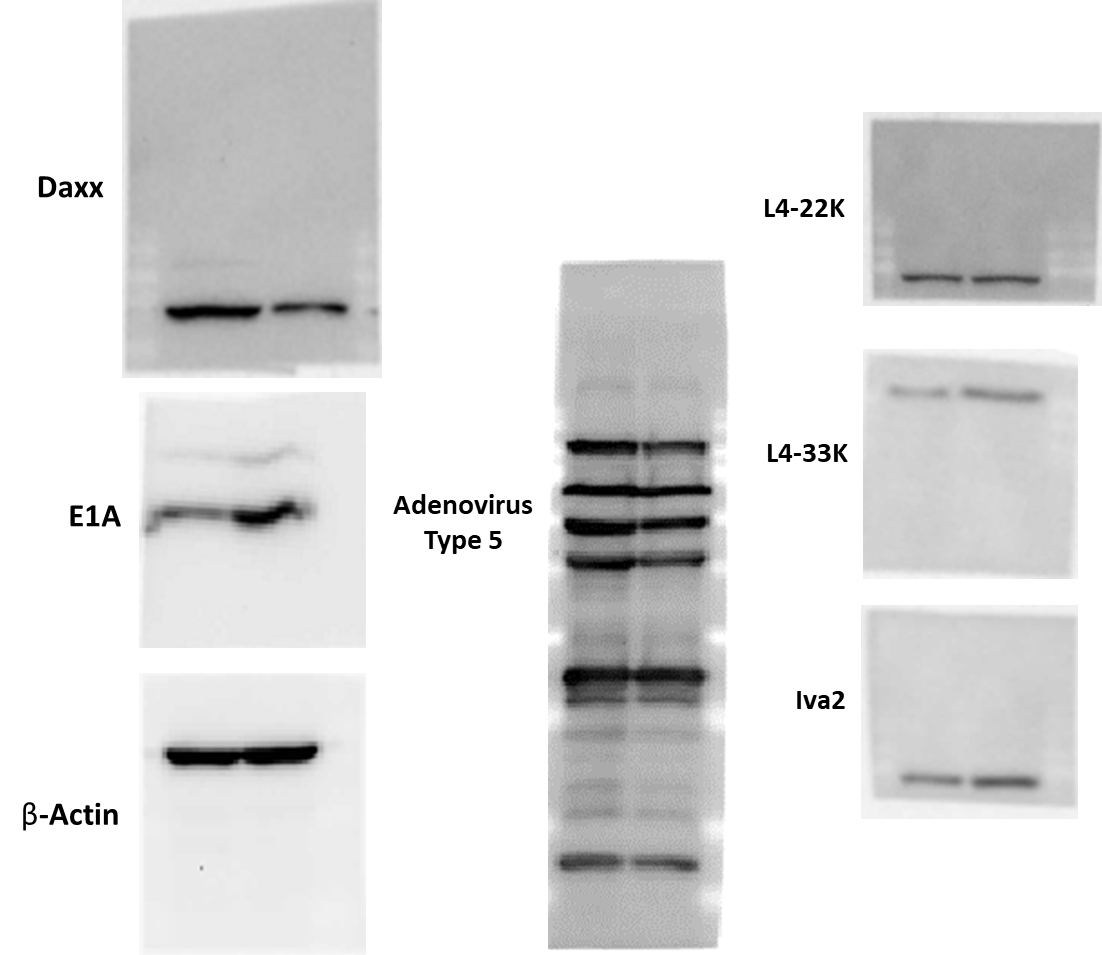 Daxx
E1A
β-Actin
Adenovirus
Type 5
L4-22K
L4-33K
Iva2